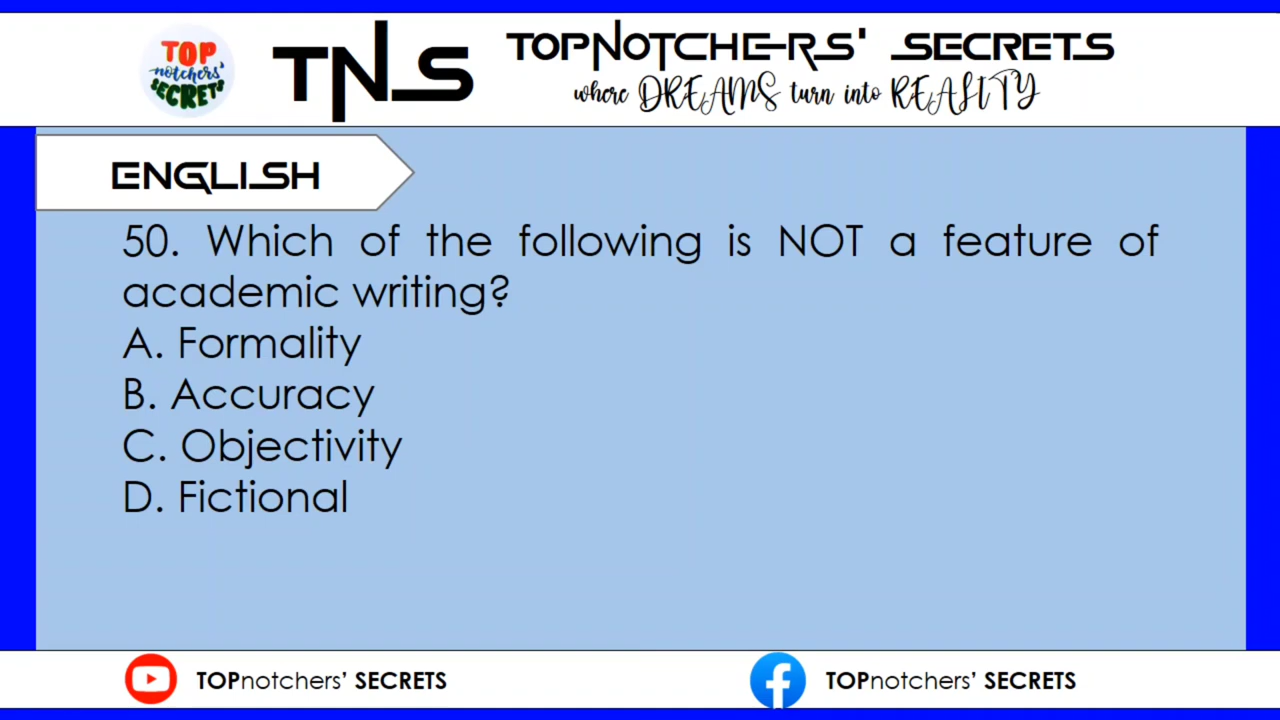 TOP
notchers'
SECRETS
TNS
TOPNOTCHERS' SECRETS
where DREAMS turn into REALITY
ENGLISH
50. Which of the following is NOT a feature of
academic writing?
A. Formality
B. Accuracy
C. Objectivity
D. Fictional
TOPnotchers' SECRETS
TOPnotchers' SECRETS